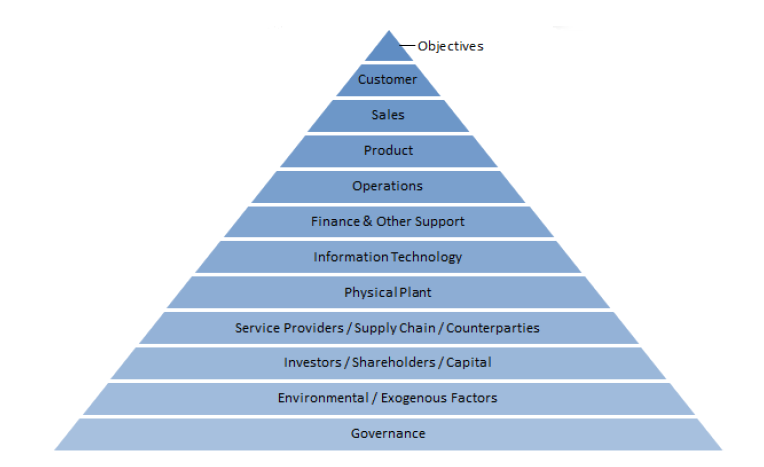 Objectives
Customer
Sales
Product
Operations
Finance & Other Support
Information Technology
Physical Plant
Service Providers / Supply Chain / Counterparties
Investors / Shareholders / Capital
Environmental / Exogenous Factors
Governance